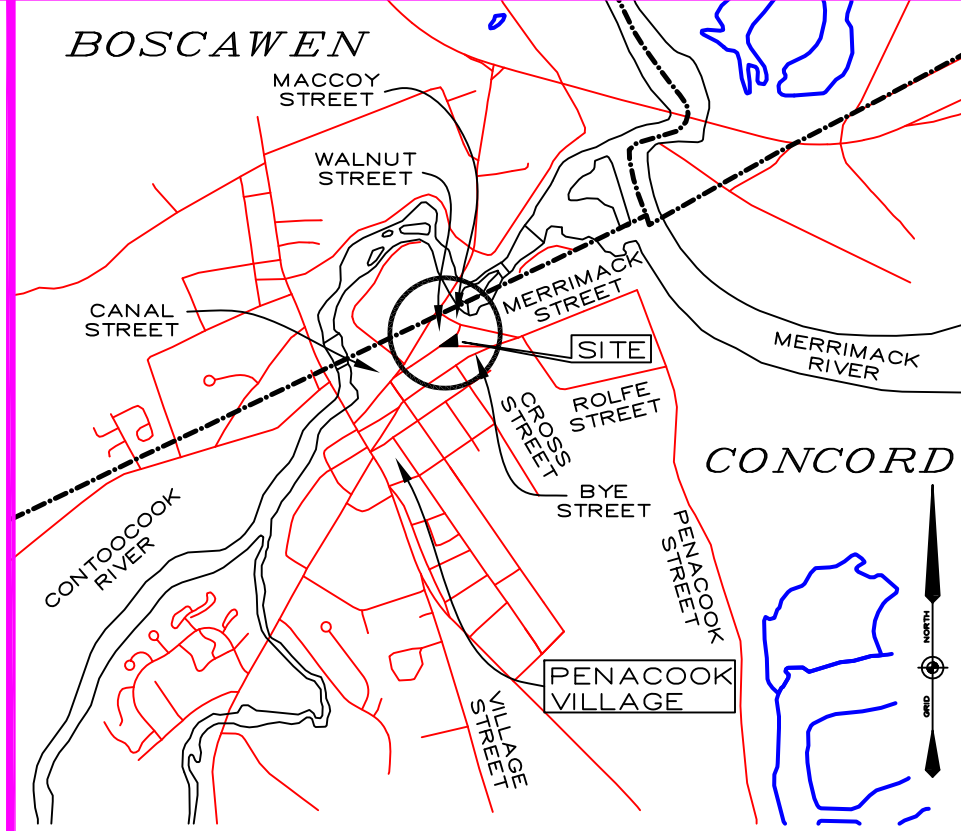 BOSCAWEN
MACCOY
STREET
WALNUT
STREET
CANAL
STREET
MERRIMACK
STREET
SITE
MERRIMACK
RIVER
ROLFE
STREET
CROSS
STREET
CONCORD
BYE
STREET
CONTOOCOOK
RIVER
PENACOOK
STREET
NORTH
GRID
PENACOOK
VILLAGE
VILLAGE
STREET